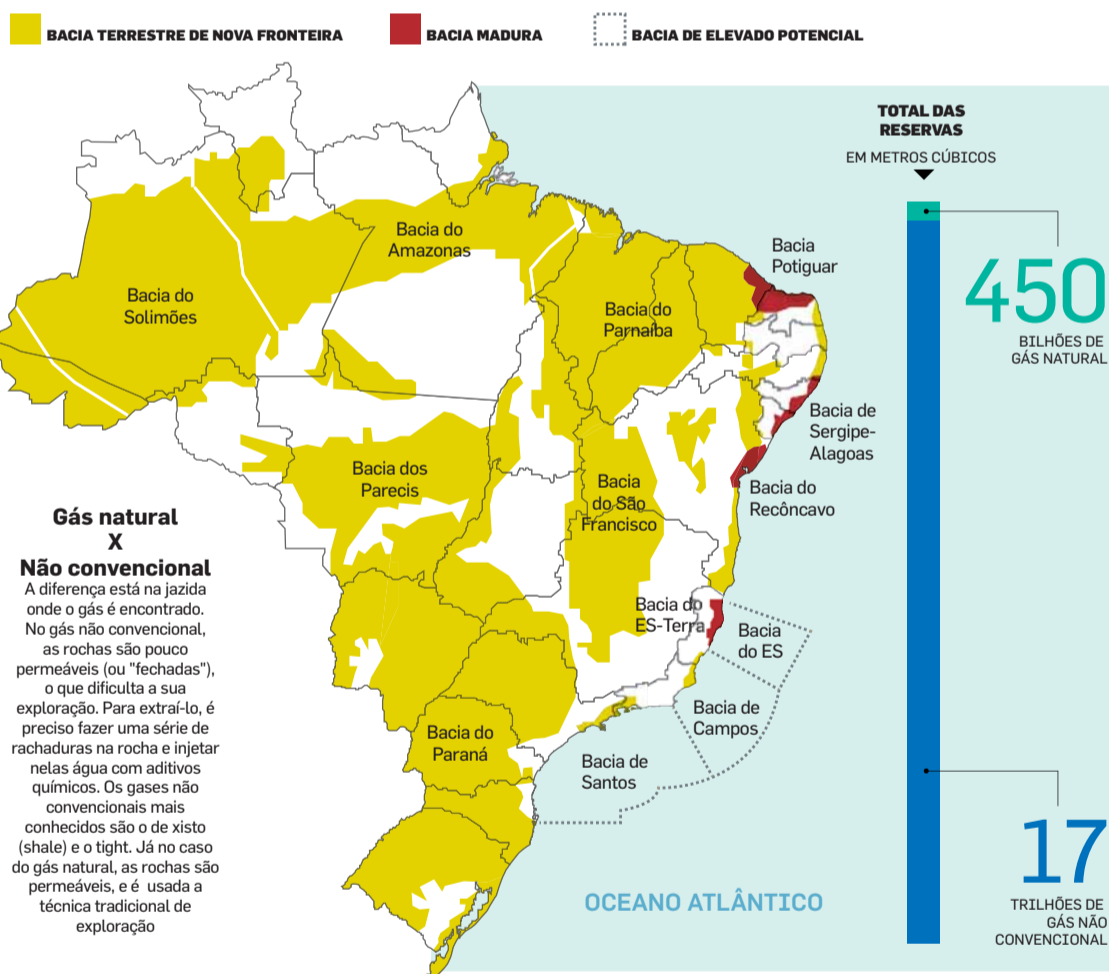 BACIA TERRESTRE DE NOVA FRONTEIRA
BACIA MADURA
BACIA DE ELEVADO POTENCIAL
TOTAL DAS
RESERVAS
EM METROS CÚBICOS
450
BILHÕES DE
GÁS NATURAL
17
TRILHÕES DE
GÁS NÃO
CONVENCIONAL
Bacia do
Amazonas
Bacia do
Solimões
Bacia do
Parnaíba
Bacia
Potiguar
Bacia de
Sergipe-
Alagoas
Bacia do
Recôncavo
Bacia dos
Parecis
Bacia
do São
Francisco
Bacia do
ES-Terra
Bacia
do ES
Bacia de
Campos
Bacia de
Santos
Bacia do
Paraná
OCEANO ATLÂNTICO
Gás natural
X
Não convencional
A diferença está na jazida
onde o gás é encontrado.
No gás não convencional,
as rochas são pouco
permeáveis (ou "fechadas"),
o que dificulta a sua
exploração. Para extraí-lo, é
preciso fazer uma série de
rachaduras na rocha e injetar
nelas água com aditivos
químicos. Os gases não
convencionais mais
conhecidos são o de xisto
(shale) e o tight. Já no caso
do gás natural, as rochas são
permeáveis, e é usada a
técnica tradicional de
exploração